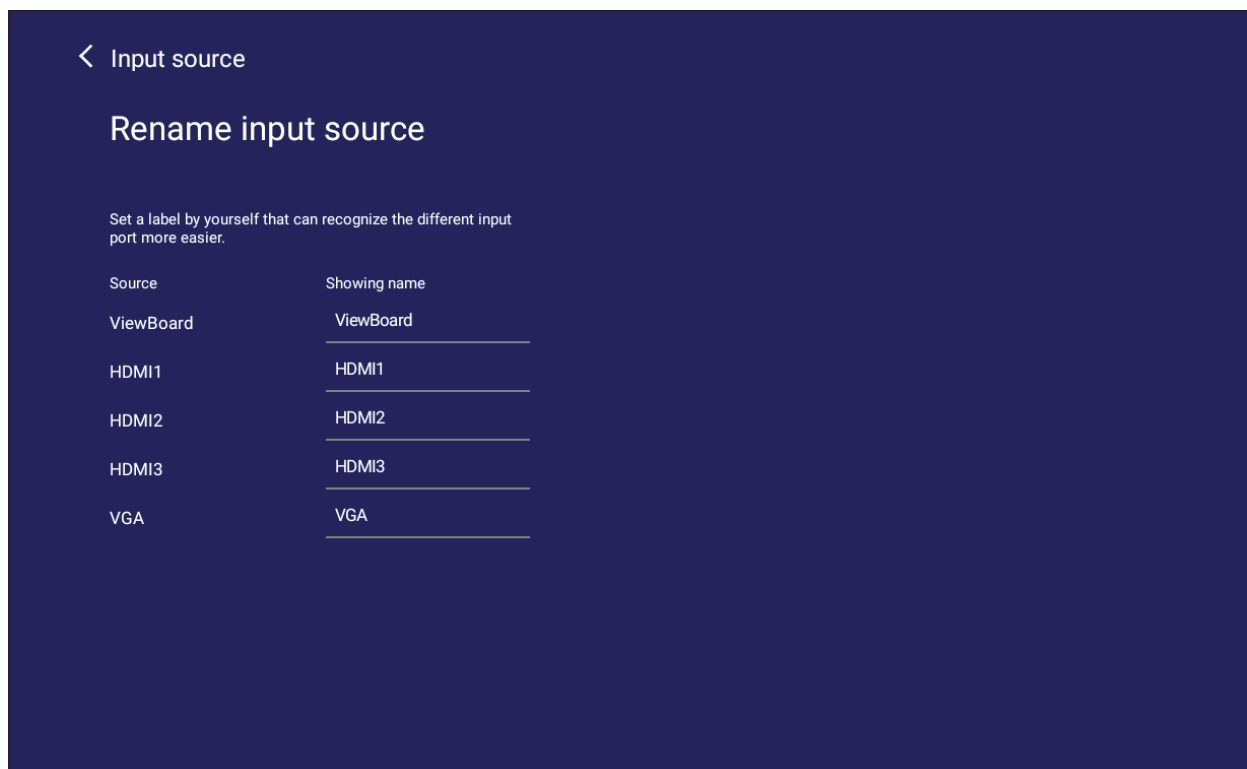 Input source
Rename input source
Set a label by yourself that can recognize the different input
port more easier.
Source Showing name
ViewBoard ViewBoard
HDMI1 HDMI1
HDMI2 HDMI2
HDMI3 HDMI3
VGA VGA